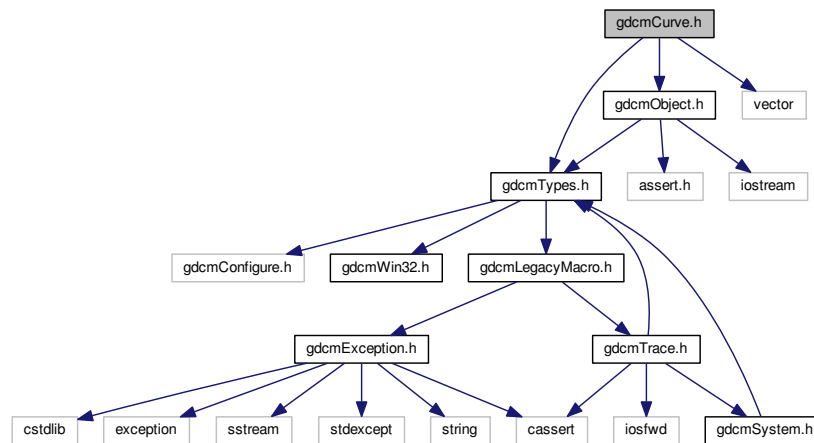 gdcmCurve.h
gdcmObject.h
vector
gdcmTypes.h
assert.h
iostream
gdcmConfigure.h
gdcmWin32.h
gdcmLegacyMacro.h
gdcmException.h
gdcmTrace.h
cstdlib
exception
sstream
stdexcept
string
cassert
iosfwd
gdcmSystem.h